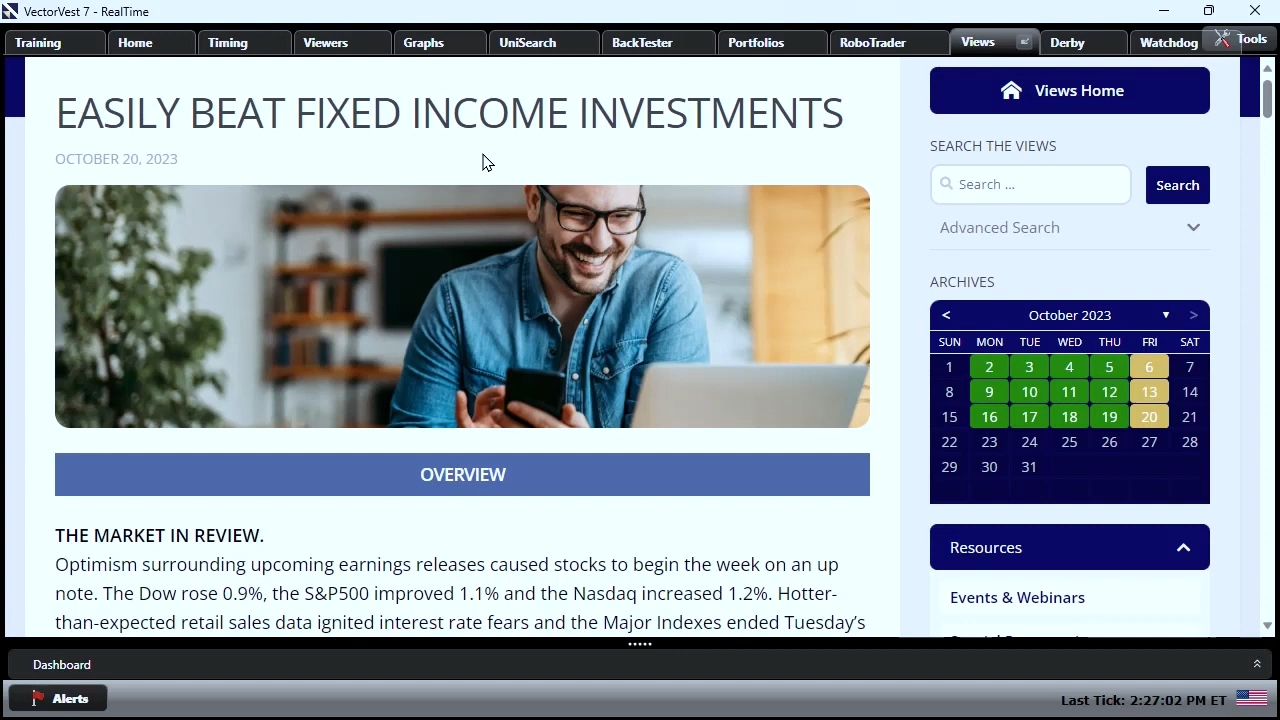 VectorVest 7 - RealTime
Training Home Timing Viewers Graphs UniSearch BackTester Portfolios RoboTrader Views Derby Watchdog Tools
EASILY BEAT FIXED INCOME INVESTMENTS
OCTOBER 20, 2023
OVERVIEW
THE MARKET IN REVIEW.
Optimism surrounding upcoming earnings releases caused stocks to begin the week on an up
note. The Dow rose 0.9%, the S&P500 improved 1.1% and the Nasdaq increased 1.2%. Hotter-
than-expected retail sales data ignited interest rate fears and the Major Indexes ended Tuesday's
Views Home
SEARCH THE VIEWS
Search ... Search
Advanced Search
ARCHIVES
< October 2023 ▼ >
SUN MON TUE WED THU FRI SAT
1 2 3 4 5 6 7
8 9 10 11 12 13 14
15 16 17 18 19 20 21
22 23 24 25 26 27 28
29 30 31
Resources
Events & Webinars
Dashboard
Alerts
Last Tick: 2:27:02 PM ET